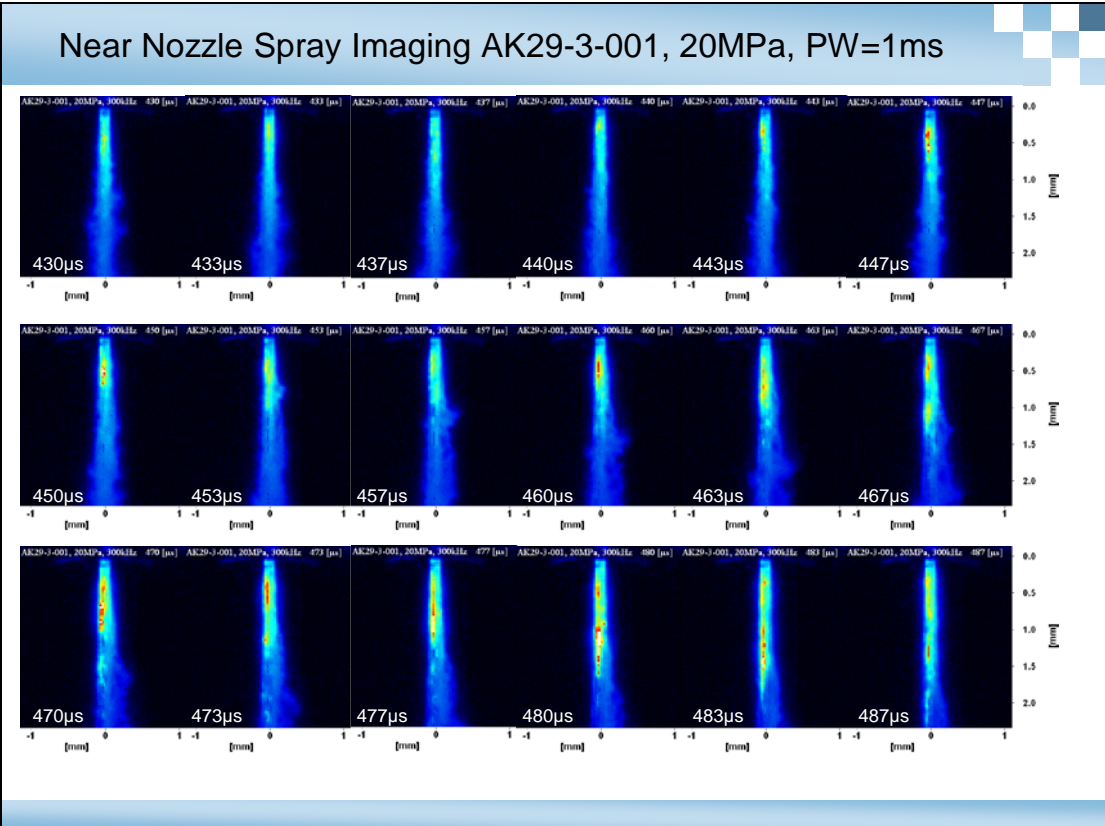 Near Nozzle Spray Imaging AK29-3-001, 20MPa, PW=1ms
AK29-3-001, 20MPa, 300kHz 430 [µs] AK29-3-001, 20MPa, 300kHz 433 [µs] AK29-3-001, 20MPa, 300kHz 437 [µs] AK29-3-001, 20MPa, 300kHz 440 [µs] AK29-3-001, 20MPa, 300kHz 443 [µs] AK29-3-001, 20MPa, 300kHz 447 [µs]
0.0
0.5
1.0
[mm]
1.5
2.0
430µs 433µs 437µs 440µs 443µs 447µs
-1 0 1 -1 0 1 -1 0 1 -1 0 1 -1 0 1 -1 0 1
[mm] [mm] [mm] [mm] [mm] [mm]
AK29-3-001, 20MPa, 300kHz 450 [µs] AK29-3-001, 20MPa, 300kHz 453 [µs] AK29-3-001, 20MPa, 300kHz 457 [µs] AK29-3-001, 20MPa, 300kHz 460 [µs] AK29-3-001, 20MPa, 300kHz 463 [µs] AK29-3-001, 20MPa, 300kHz 467 [µs]
0.0
0.5
1.0
[mm]
1.5
2.0
450µs 453µs 457µs 460µs 463µs 467µs
-1 0 1 -1 0 1 -1 0 1 -1 0 1 -1 0 1 -1 0 1
[mm] [mm] [mm] [mm] [mm] [mm]
AK29-3-001, 20MPa, 300kHz 470 [µs] AK29-3-001, 20MPa, 300kHz 473 [µs] AK29-3-001, 20MPa, 300kHz 477 [µs] AK29-3-001, 20MPa, 300kHz 480 [µs] AK29-3-001, 20MPa, 300kHz 483 [µs] AK29-3-001, 20MPa, 300kHz 487 [µs]
0.0
0.5
1.0
[mm]
1.5
2.0
470µs 473µs 477µs 480µs 483µs 487µs
-1 0 1 -1 0 1 -1 0 1 -1 0 1 -1 0 1 -1 0 1
[mm] [mm] [mm] [mm] [mm] [mm]